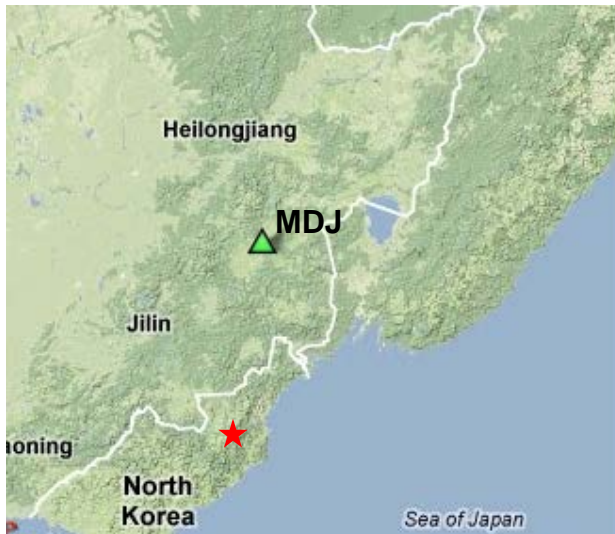 Heilongjiang
MDJ
Jilin
aoning
North
Korea
Sea of Japan